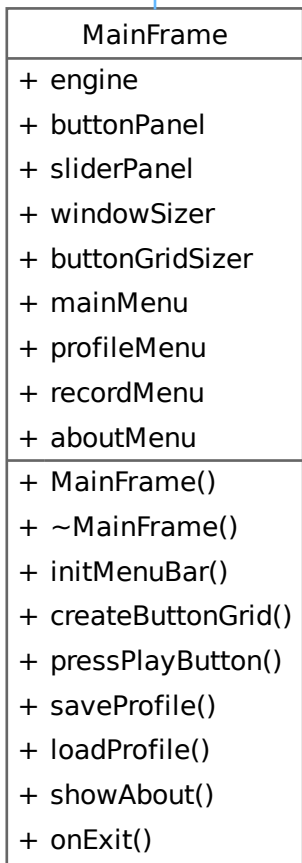 MainFrame
+ engine
+ buttonPanel
+ sliderPanel
+ windowSizer
+ buttonGridSizer
+ mainMenu
+ profileMenu
+ recordMenu
+ aboutMenu
+ MainFrame()
+ ~MainFrame()
+ initMenuBar()
+ createButtonGrid()
+ pressPlayButton()
+ saveProfile()
+ loadProfile()
+ showAbout()
+ onExit()